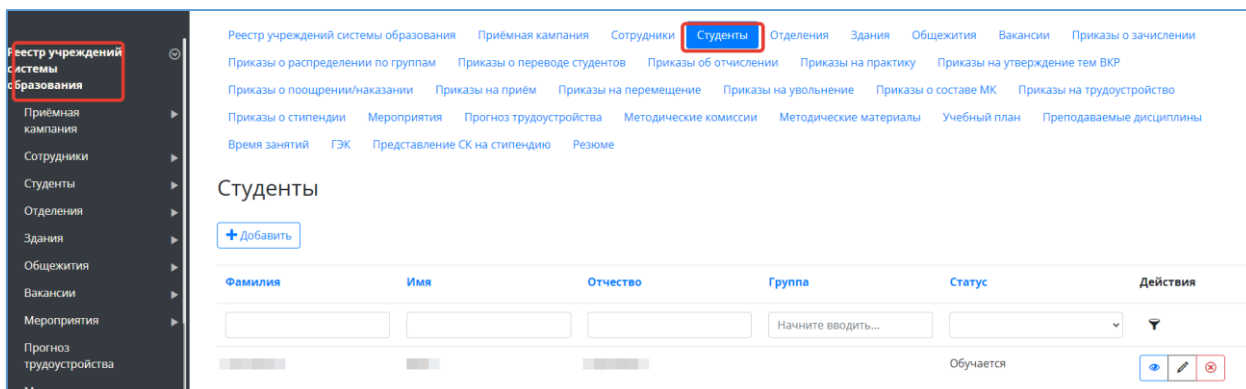 Реестр учреждений
системы
образования
Приёмная
кампания
Сотрудники
Студенты
Отделения
Здания
Общежития
Вакансии
Мероприятия
Прогноз
трудоустройства
Реестр учреждений системы образования Приёмная кампания Сотрудники Студенты Отделения Здания Общежития Вакансии Приказы о зачислении
Приказы о распределении по группам Приказы о переводе студентов Приказы об отчислении Приказы на практику Приказы на утверждение тем ВКР
Приказы о поощрении/наказании Приказы на приём Приказы на перемещение Приказы на увольнение Приказы о составе МК Приказы на трудоустройство
Приказы о стипендии Мероприятия Прогноз трудоустройства Методические комиссии Методические материалы Учебный план Преподаваемые дисциплины
Время занятий ГЭК Представление СК на стипендию Резюме
Студенты
+ Добавить
Фамилия Имя Отчество Группа Статус Действия
Начните вводить...
Обучается